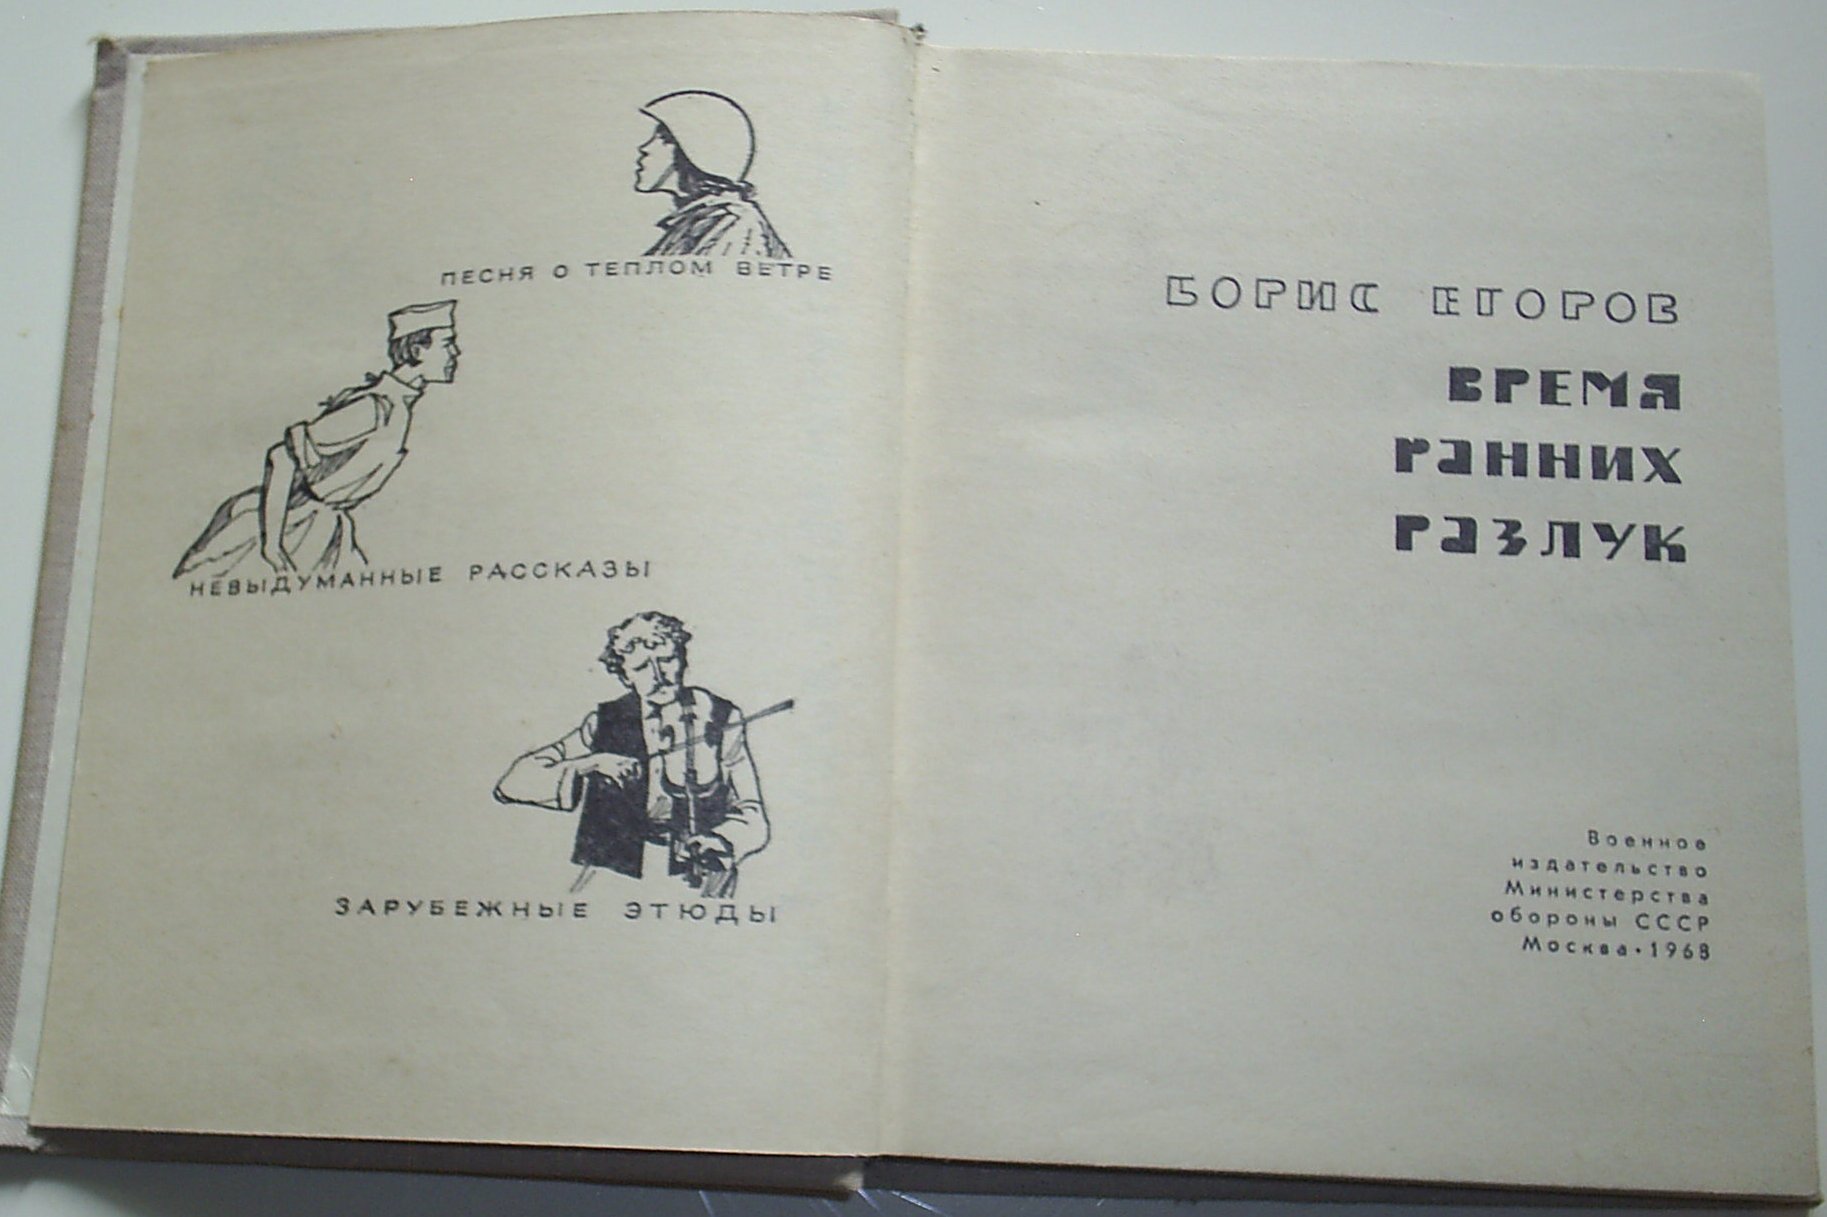 ПЕСНЯ О ТЕПЛОМ ВЕТРЕ
НЕВЫДУМАННЫЕ РАССКАЗЫ
ЗАРУБЕЖНЫЕ ЭТЮДЫ
БОРИС ЕГОРОВ
ВРЕМЯ
РАННИХ
РАЗЛУК
Военное
издательство
Министерства
обороны СССР
Москва·1968